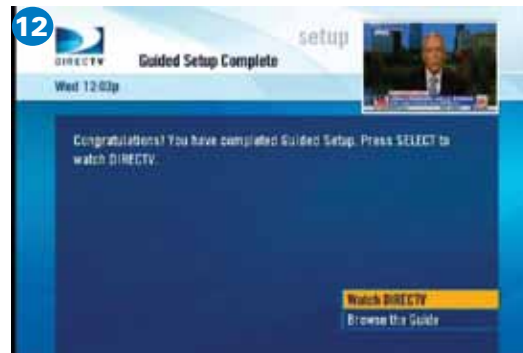 12
DIRECTV
setup
Guided Setup Complete
Wed 12:03p
Congratulations! You have completed Guided Setup. Press SELECT to
watch DIRECTV.
Watch DIRECTV
Browse the Guide